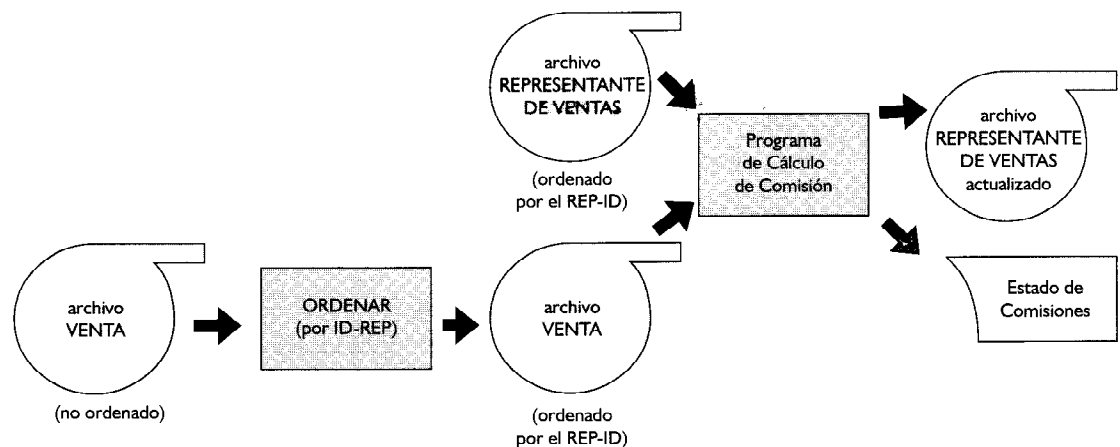 archivo
REPRESENTANTE
DE VENTAS
(ordenado
por el REP-ID)
Programa
de Cálculo
de Comisión
archivo
REPRESENTANTE
DE VENTAS
actualizado
archivo
VENTA
(no ordenado)
ORDENAR
(por ID-REP)
archivo
VENTA
(ordenado
por el REP-ID)
Estado de
Comisiones